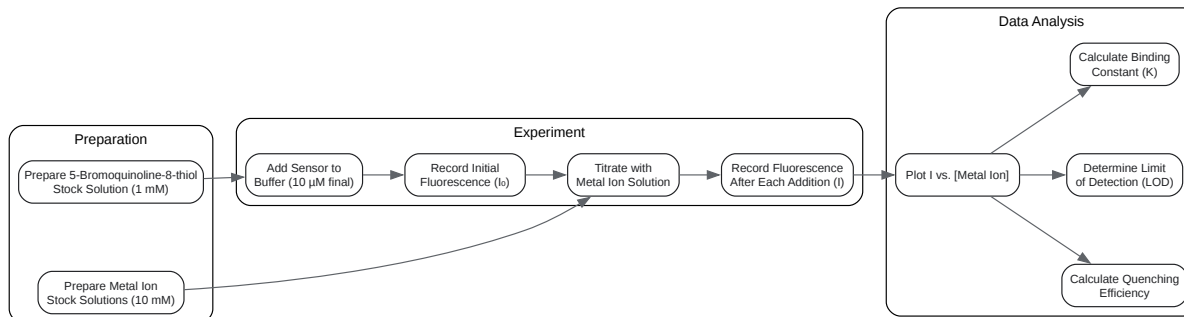 Preparation
Prepare 5-Bromoquinoline-8-thiol
Stock Solution (1 mM)
Prepare Metal Ion
Stock Solutions (10 mM)
Experiment
Add Sensor to
Buffer (10 µM final)
Record Initial
Fluorescence (I₀)
Titrate with
Metal Ion Solution
Record Fluorescence
After Each Addition (I)
Data Analysis
Plot I vs. [Metal Ion]
Calculate Binding
Constant (K)
Determine Limit
of Detection (LOD)
Calculate Quenching
Efficiency